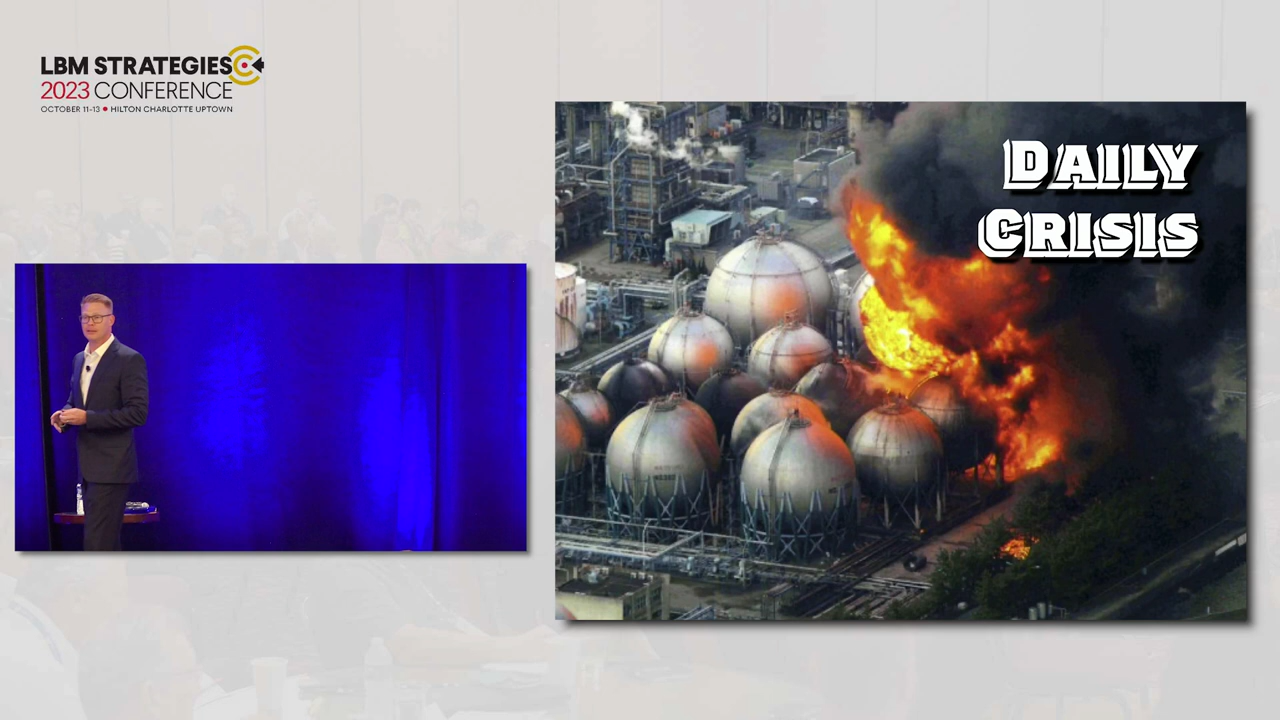 LBM STRATEGIES
2023 CONFERENCE
OCTOBER 11-13 • HILTON CHARLOTTE UPTOWN
DAILY
CRISIS